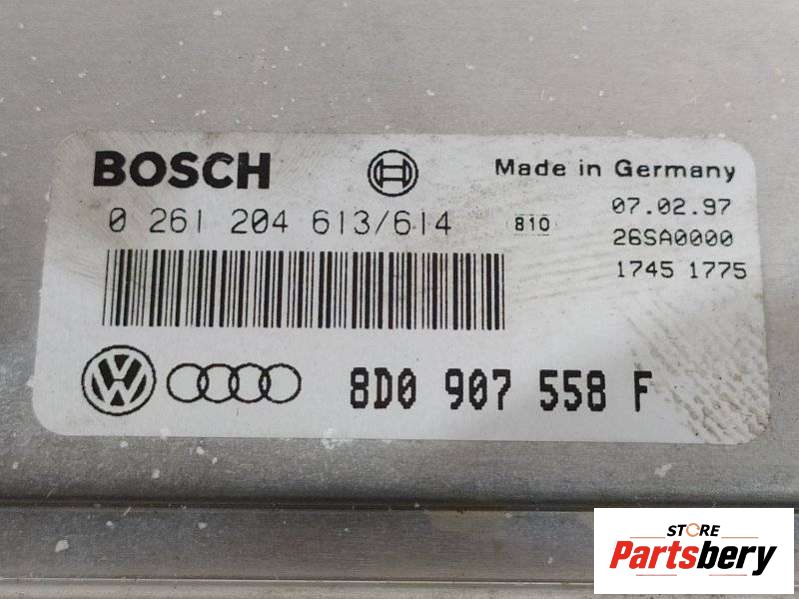 BOSCH
Made in Germany
0 261 204 613/614
810
07.02.97
26SA0000
1745 1775
VW
8D0 907 558 F
STORE
Partsbery